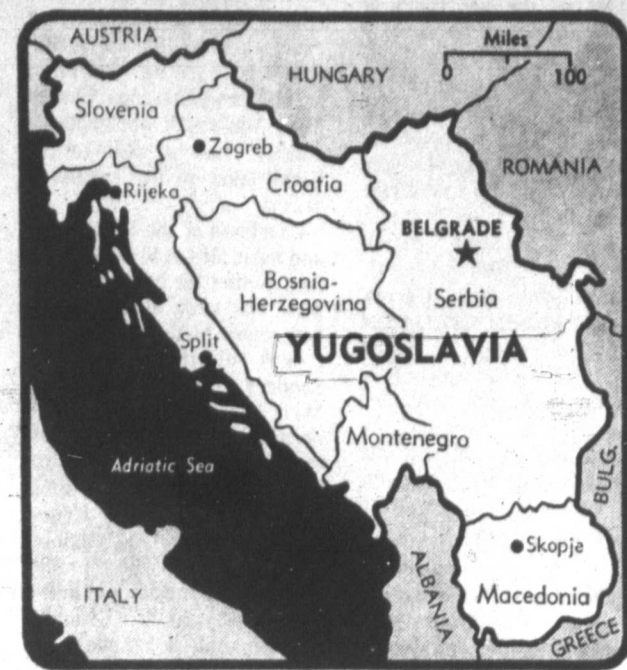 AUSTRIA
Miles
0 100
HUNGARY
Slovenia
Zagreb
ROMANIA
Croatia
Rijeka
BELGRADE
Bosnia-
Herzegovina
Serbia
Split
YUGOSLAVIA
Montenegro
Adriatic Sea
BULG.
Skopje
ITALY
ALBANIA
Macedonia
GREECE